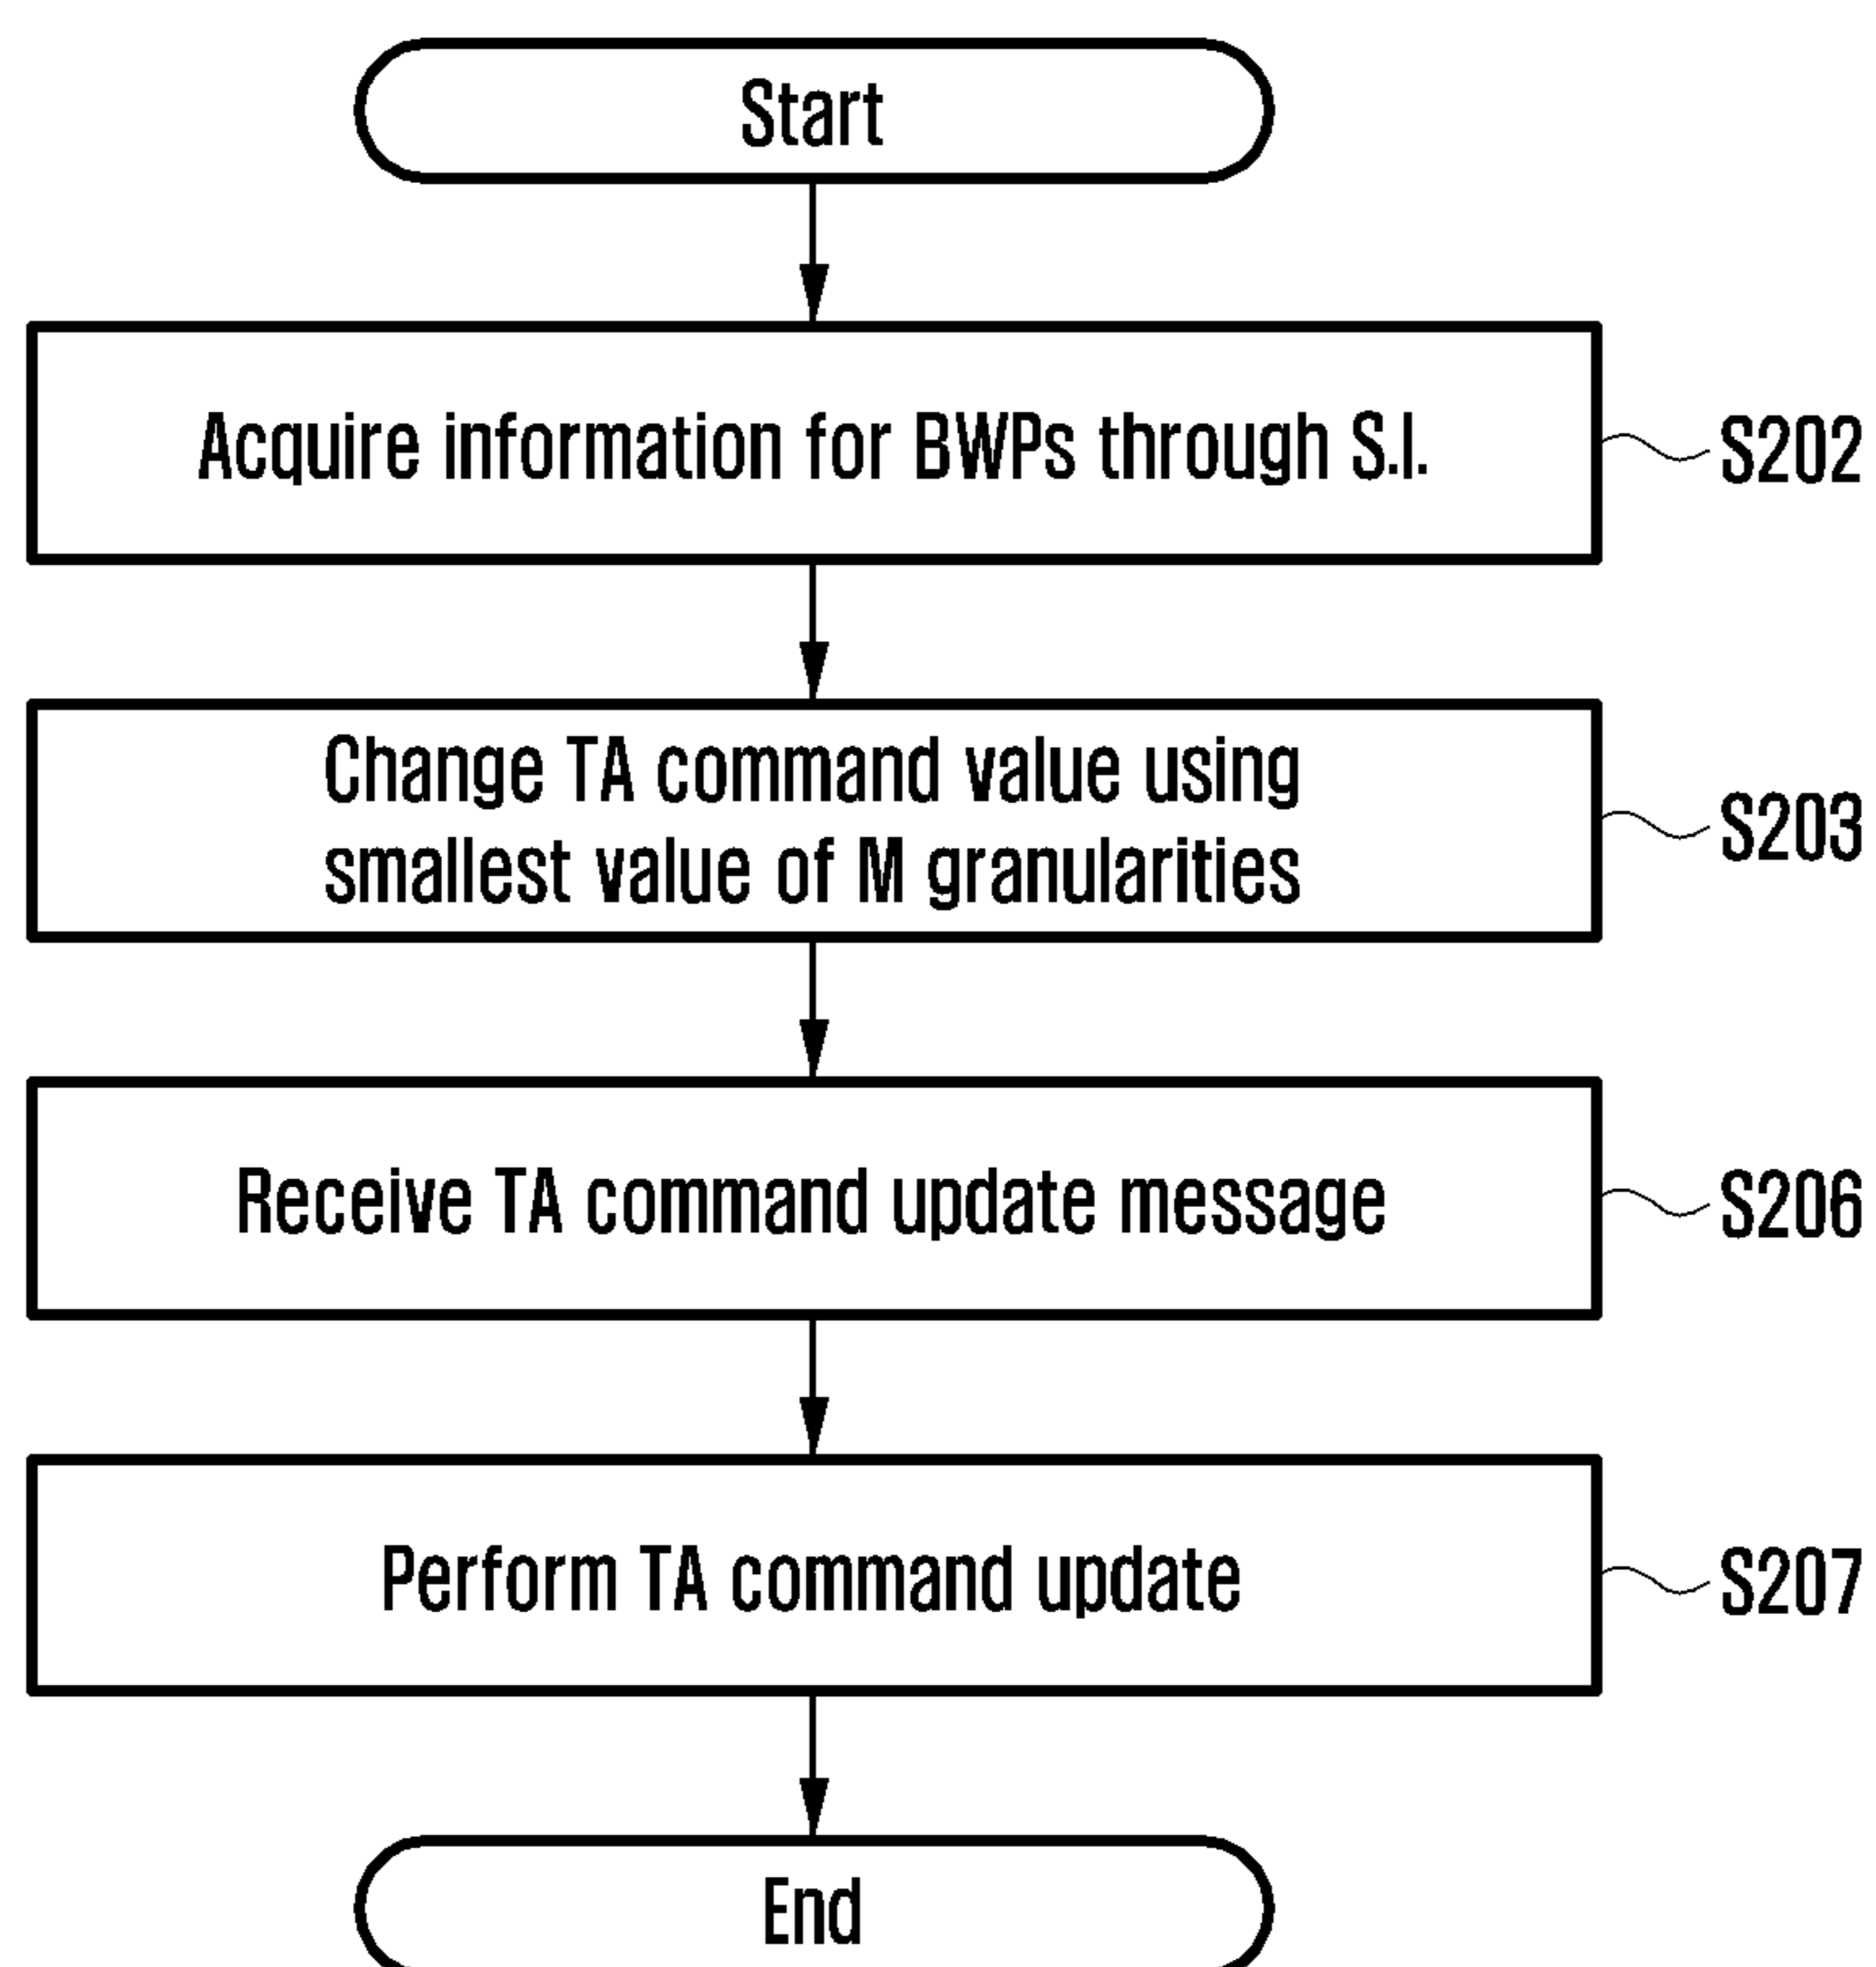 Start
Acquire information for BWPs through S.I.
S202
Change TA command value using
smallest value of M granularities
S203
Receive TA command update message
S206
Perform TA command update
S207
End